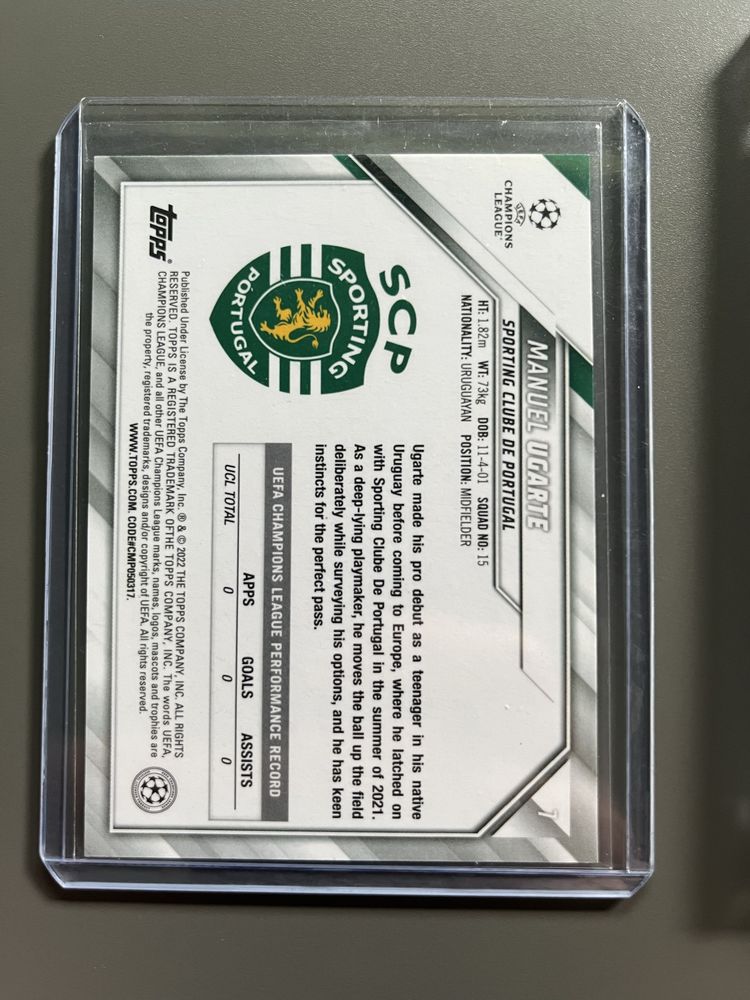 UEFA
CHAMPIONS
LEAGUE®
MANUEL UGARTE
SPORTING CLUBE DE PORTUGAL
HT: 1.82m WT: 73kg DOB: 11-4-01 SQUAD NO: 15
NATIONALITY: URUGUAYAN POSITION: MIDFIELDER
7
SCP
SPORTING
PORTUGAL
Ugarte made his pro debut as a teenager in his native
Uruguay before coming to Europe, where he latched on
with Sporting Clube De Portugal in the summer of 2021.
As a deep-lying playmaker, he moves the ball up the field
deliberately while surveying his options, and he has keen
instincts for the perfect pass.
UEFA CHAMPIONS LEAGUE PERFORMANCE RECORD
APPS GOALS ASSISTS
UCL TOTAL 0 0 0
topps®
Published Under License by The Topps Company, Inc. ® & © 2022 THE TOPPS COMPANY, INC. ALL RIGHTS
RESERVED. TOPPS IS A REGISTERED TRADEMARK OF THE TOPPS COMPANY, INC. The words UEFA,
CHAMPIONS LEAGUE, and all other UEFA Champions League marks, names, logos, mascots and trophies are
the property, registered trademarks, designs and/or copyright of UEFA. All rights reserved.
WWW.TOPPS.COM. CODE#CMP050317.